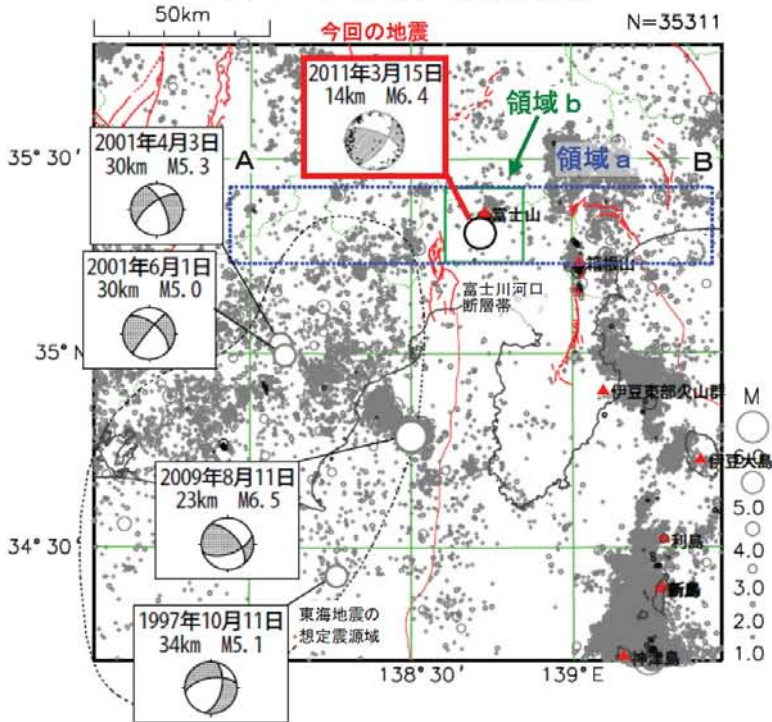 50km
今回の地震
N=35311
2011年3月15日
14km M6.4
領域b
2001年4月3日
30km M5.3
35°30'
A
領域a
B
富士山
2001年6月1日
30km M5.0
箱根山
富士川河口
断層帯
35°N
伊豆東部火山群
M
伊豆大島
6.0
2009年8月11日
23km M6.5
5.0
利島
4.0
34°30'
新島
3.0
1997年10月11日
34km M5.1
東海地震の
想定震源域
2.0
神津島
1.0
138°30'
139°E